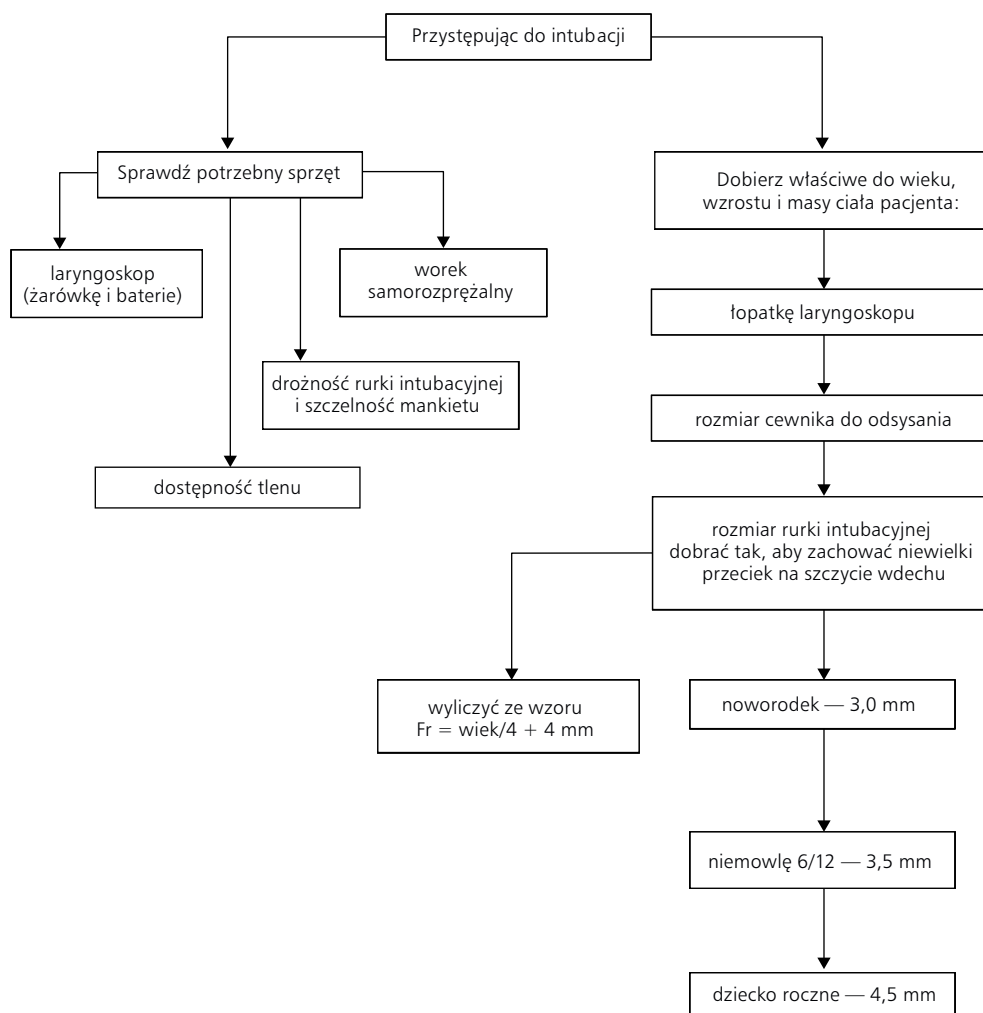 Przystępując do intubacji
Sprawdź potrzebny sprzęt
laryngoskop
(żarówkę i baterie)
worek
samorozprężalny
drożność rurki intubacyjnej
i szczelność mankietu
dostępność tlenu
Dobierz właściwe do wieku,
wzrostu i masy ciała pacjenta:
łopatkę laryngoskopu
rozmiar cewnika do odsysania
rozmiar rurki intubacyjnej
dobrać tak, aby zachować niewielki
przeciek na szczycie wdechu
wyliczyć ze wzoru
Fr = wiek/4 + 4 mm
noworodek — 3,0 mm
niemowlę 6/12 — 3,5 mm
dziecko roczne — 4,5 mm